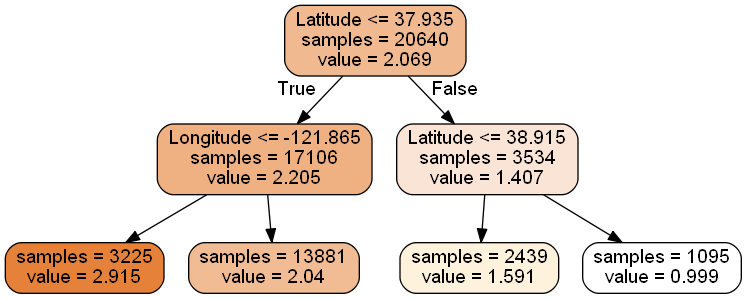 Latitude <= 37.935
samples = 20640
value = 2.069
True
False
Longitude <= -121.865
samples = 17106
value = 2.205
Latitude <= 38.915
samples = 3534
value = 1.407
samples = 3225
value = 2.915
samples = 13881
value = 2.04
samples = 2439
value = 1.591
samples = 1095
value = 0.999